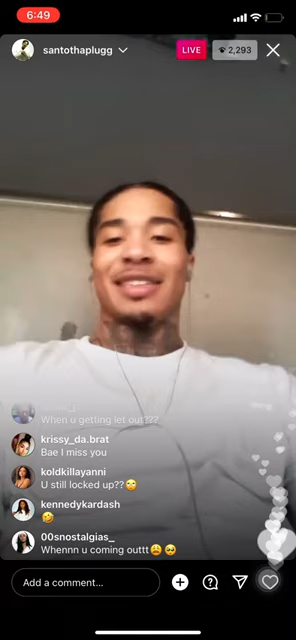 6:49
santothaplugg
LIVE
2,293
When u getting let out???
krissy_da.brat
Bae I miss you
koldkillayanni
U still locked up??🙄
kennedykardash
🤣
00snostalgias_
Whennn u coming outtt😩🥺
Add a comment...